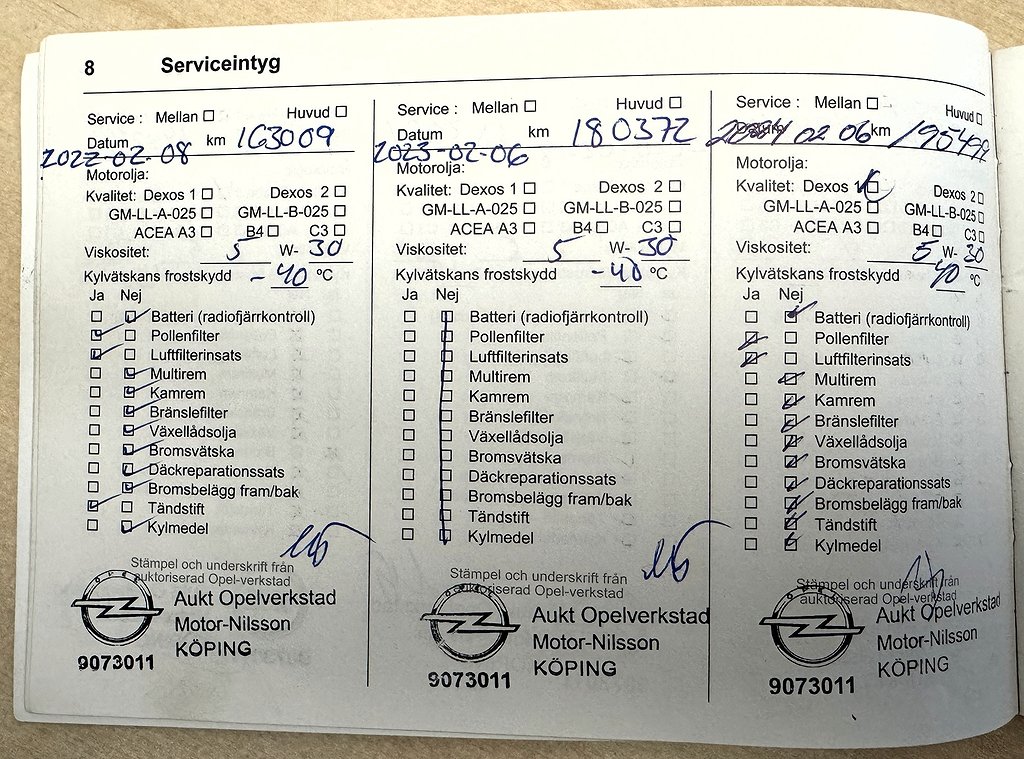 8 Serviceintyg
Service : Mellan ☐ Huvud ☐
Datum km 163009
2022-02-08
Motorolja:
Kvalitet: Dexos 1 ☐ Dexos 2 ☐
GM-LL-A-025 ☐ GM-LL-B-025 ☐
ACEA A3 ☐ B4 ☐ C3 ☐
Viskositet: 5 W- 30
Kylvätskans frostskydd -40 °C
Ja Nej
Batteri (radiofjärrkontroll)
Pollenfilter
Luftfilterinsats
Multirem
Kamrem
Bränslefilter
Växellådsolja
Bromsvätska
Däckreparationssats
Bromsbelägg fram/bak
Tändstift
Kylmedel
Stämpel och underskrift från
auktoriserad Opel-verkstad
OPEL
Aukt Opelverkstad
Motor-Nilsson
KÖPING
9073011
Service : Mellan ☐ Huvud ☐
Datum km 180372
2023-02-06
Motorolja:
Kvalitet: Dexos 1 ☐ Dexos 2 ☐
GM-LL-A-025 ☐ GM-LL-B-025 ☐
ACEA A3 ☐ B4 ☐ C3 ☐
Viskositet: 5 W- 30
Kylvätskans frostskydd -40 °C
Ja Nej
Batteri (radiofjärrkontroll)
Pollenfilter
Luftfilterinsats
Multirem
Kamrem
Bränslefilter
Växellådsolja
Bromsvätska
Däckreparationssats
Bromsbelägg fram/bak
Tändstift
Kylmedel
Stämpel och underskrift från
auktoriserad Opel-verkstad
Aukt Opelverkstad
Motor-Nilsson
KÖPING
9073011
Service : Mellan ☐ Huvud ☐
02 06 km
Motorolja:
Kvalitet: Dexos 1 ☑ Dexos 2 ☐
GM-LL-A-025 ☐ GM-LL-B-025 ☐
ACEA A3 ☐ B4 ☐ C3 ☐
Viskositet: 5 W- 30
Kylvätskans frostskydd -40 °C
Ja Nej
Batteri (radiofjärrkontroll)
Pollenfilter
Luftfilterinsats
Multirem
Kamrem
Bränslefilter
Växellådsolja
Bromsvätska
Däckreparationssats
Bromsbelägg fram/bak
Tändstift
Kylmedel
Stämpel och underskrift från
auktoriserad Opel-verkstad
Aukt Opelverkstad
Motor-Nilsson
KÖPING
9073011